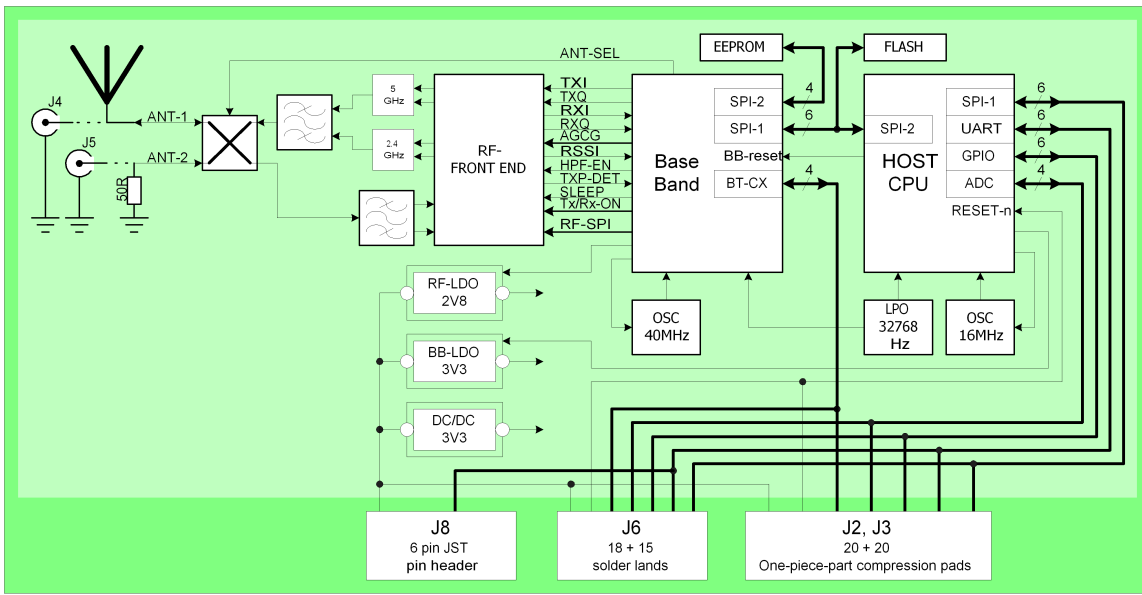 EEPROM
FLASH
ANT-SEL
J4
J5
ANT-1
ANT-2
50R
5
GHz
2.4
GHz
RF-
FRONT END
TXI
TXQ
RXI
RXQ
AGCG
RSSI
HPF-EN
TXP-DET
SLEEP
Tx/Rx-ON
RF-SPI
Base
Band
SPI-2
SPI-1
BB-reset
BT-CX
4
6
4
SPI-2
HOST
CPU
SPI-1
UART
GPIO
ADC
RESET-n
6
6
6
4
RF-LDO
2V8
BB-LDO
3V3
DC/DC
3V3
OSC
40MHz
LPO
32768
Hz
OSC
16MHz
J8
6 pin JST
pin header
J6
18 + 15
solder lands
J2, J3
20 + 20
One-piece-part compression pads